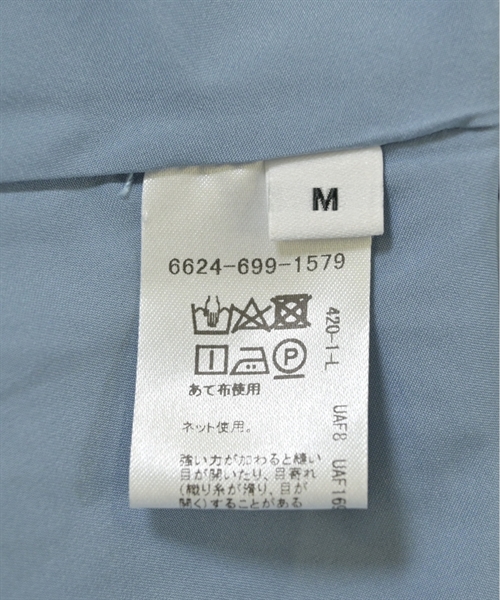 M
6624-699-1579
P
あて布使用
ネット使用。
強い力が加わると縫い
目が開いたり、目寄れ
(織り糸が滑り、目が
開く)することがある
420-1-L UAF8